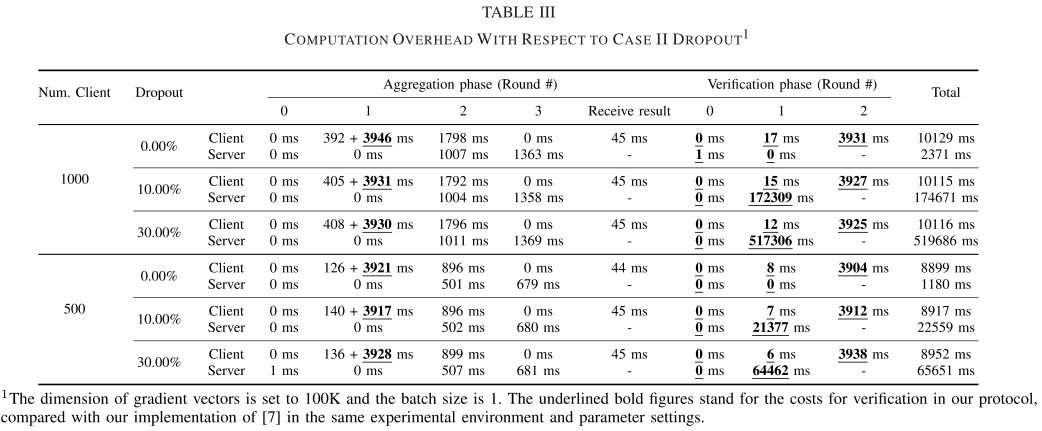 TABLE III
COMPUTATION OVERHEAD WITH RESPECT TO CASE II DROPOUT1
Num. Client Dropout Aggregation phase (Round #) Verification phase (Round #) Total
0 1 2 3 Receive result 0 1 2
1000
0.00% Client 0 ms 392 + 3946 ms 1798 ms 0 ms 45 ms 0 ms 17 ms 3931 ms 10129 ms
Server 0 ms 0 ms 1007 ms 1363 ms - 1 ms 0 ms - 2371 ms
10.00% Client 0 ms 405 + 3931 ms 1792 ms 0 ms 45 ms 0 ms 15 ms 3927 ms 10115 ms
Server 0 ms 0 ms 1004 ms 1358 ms - 0 ms 172309 ms - 174671 ms
30.00% Client 0 ms 408 + 3930 ms 1796 ms 0 ms 45 ms 0 ms 12 ms 3925 ms 10116 ms
Server 0 ms 0 ms 1011 ms 1369 ms - 0 ms 517306 ms - 519686 ms
500
0.00% Client 0 ms 126 + 3921 ms 896 ms 0 ms 44 ms 0 ms 8 ms 3904 ms 8899 ms
Server 0 ms 0 ms 501 ms 679 ms - 0 ms 0 ms - 1180 ms
10.00% Client 0 ms 140 + 3917 ms 896 ms 0 ms 45 ms 0 ms 7 ms 3912 ms 8917 ms
Server 0 ms 0 ms 502 ms 680 ms - 0 ms 21377 ms - 22559 ms
30.00% Client 0 ms 136 + 3928 ms 899 ms 0 ms 45 ms 0 ms 6 ms 3938 ms 8952 ms
Server 1 ms 0 ms 507 ms 681 ms - 0 ms 64462 ms - 65651 ms
1The dimension of gradient vectors is set to 100K and the batch size is 1. The underlined bold figures stand for the costs for verification in our protocol,
compared with our implementation of [7] in the same experimental environment and parameter settings.